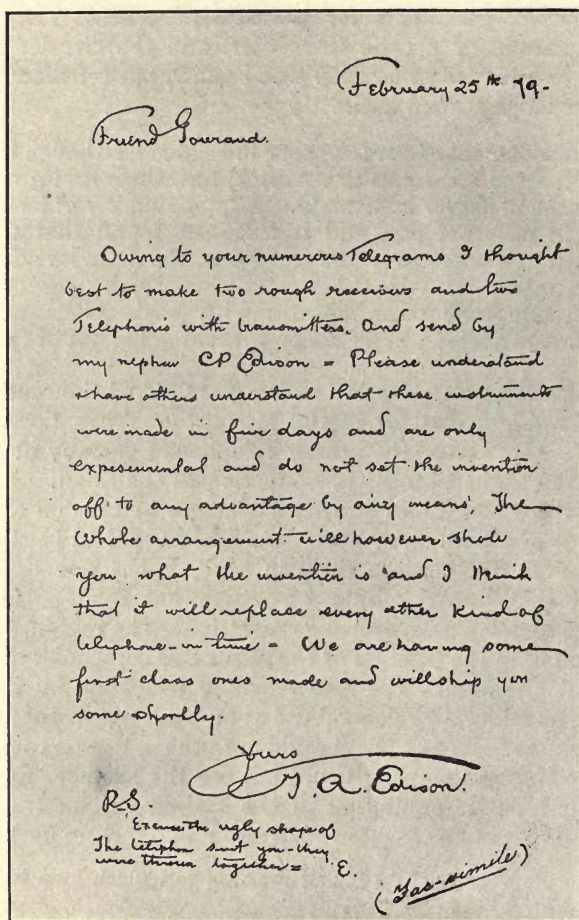 February 25th 79-
Friend Gouraud.
Owing to your numerous Telegrams I thought
best to make two rough receivers and two
Telephones with transmitters. And send by
my nephew CP Edison = Please understand
& have others understand that these instruments
were made in five days and are only
experimental and do not set the invention
off to any advantage by any means, The
Whole arrangement will however show
you what the invention is and I think
that it will replace every other kind of
telephone - in time = We are having some
first class ones made and will ship you
some shortly.
Yours
T. A. Edison.
P.S.
Excuse the ugly shape of
The telephon sent you - they
were thrown together = E.
(Fac-simile)